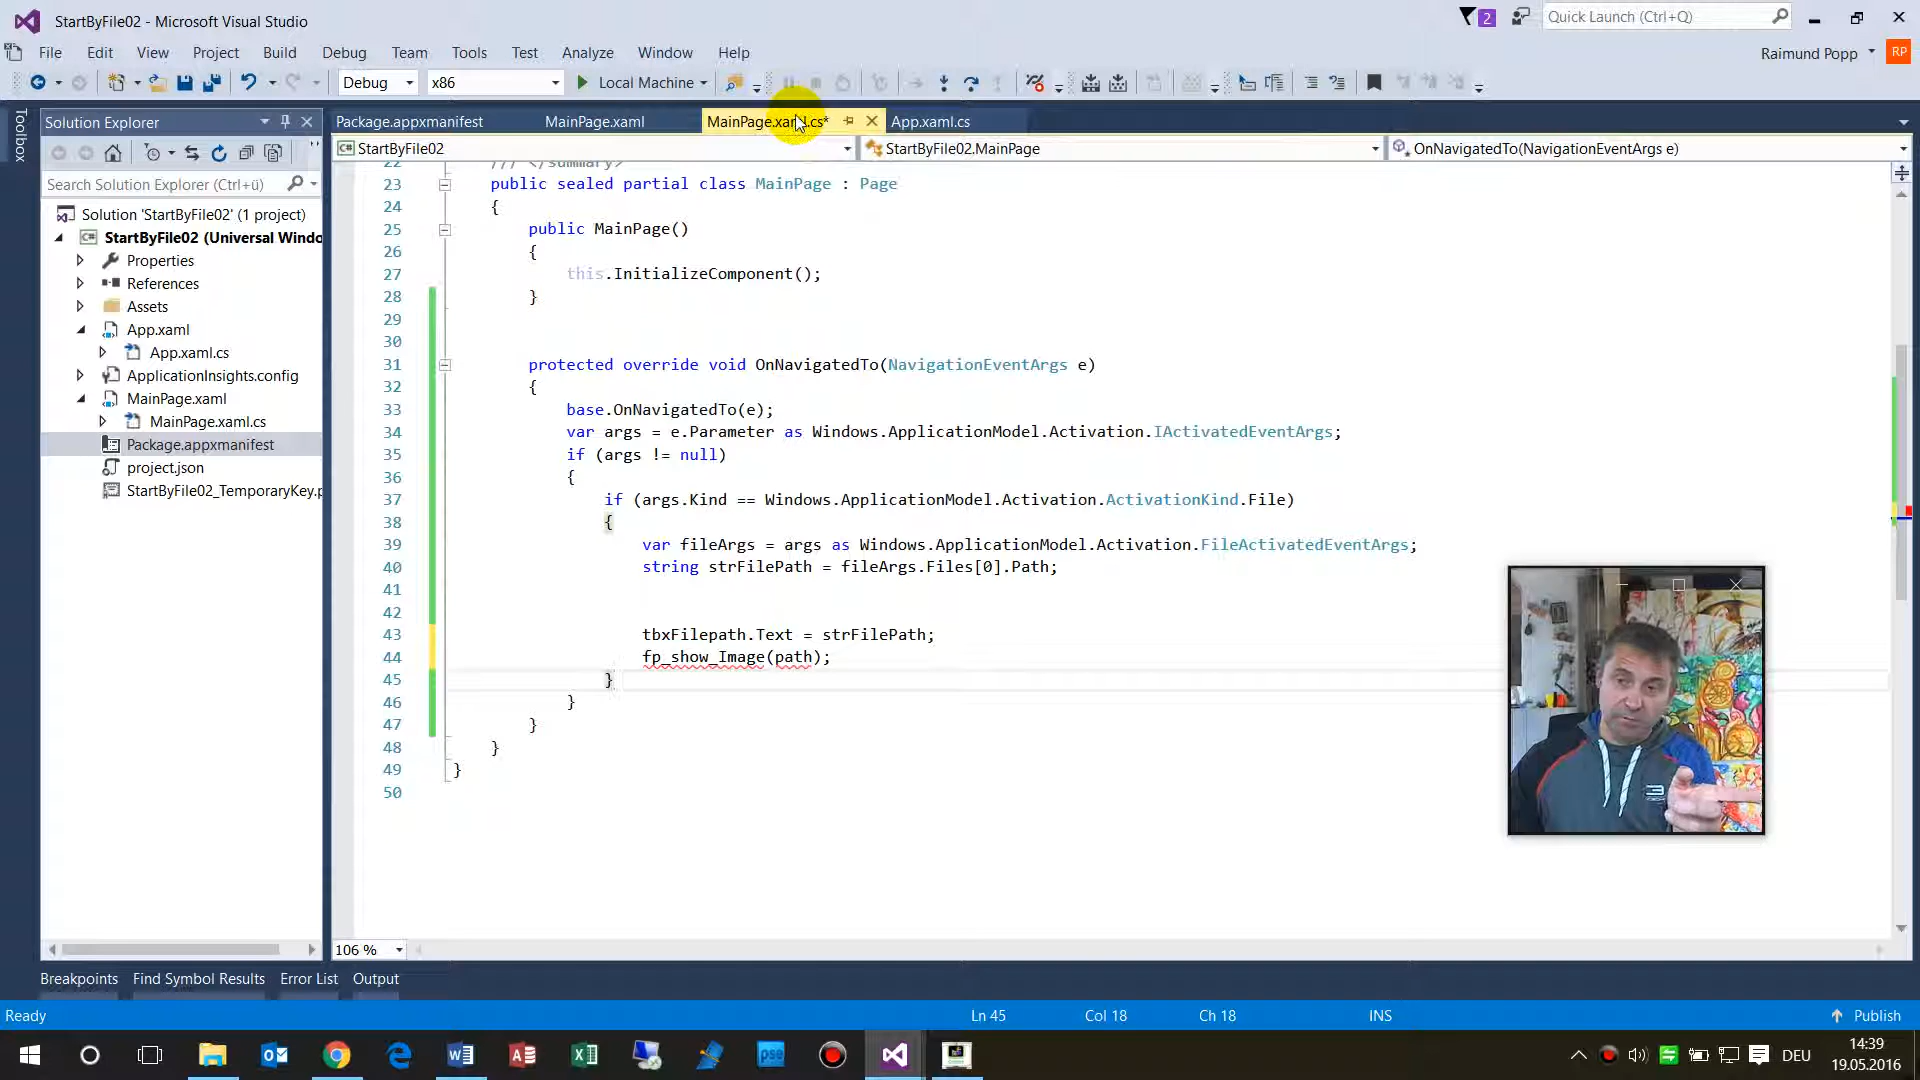 StartByFile02 - Microsoft Visual Studio
2
Quick Launch (Ctrl+Q)
File Edit View Project Build Debug Team Tools Test Analyze Window Help
Raimund Popp
RP
Debug x86 Local Machine
Toolbox
Solution Explorer
Package.appxmanifest MainPage.xaml MainPage.xaml.cs* App.xaml.cs
StartByFile02 StartByFile02.MainPage OnNavigatedTo(NavigationEventArgs e)
Search Solution Explorer (Ctrl+ü)
Solution 'StartByFile02' (1 project)
StartByFile02 (Universal Windo
Properties
References
Assets
App.xaml
App.xaml.cs
ApplicationInsights.config
MainPage.xaml
MainPage.xaml.cs
Package.appxmanifest
project.json
StartByFile02_TemporaryKey.p
22 /// </summary>
23 public sealed partial class MainPage : Page
24 {
25 public MainPage()
26 {
27 this.InitializeComponent();
28 }
29
30
31 protected override void OnNavigatedTo(NavigationEventArgs e)
32 {
33 base.OnNavigatedTo(e);
34 var args = e.Parameter as Windows.ApplicationModel.Activation.IActivatedEventArgs;
35 if (args != null)
36 {
37 if (args.Kind == Windows.ApplicationModel.Activation.ActivationKind.File)
38 {
39 var fileArgs = args as Windows.ApplicationModel.Activation.FileActivatedEventArgs;
40 string strFilePath = fileArgs.Files[0].Path;
41
42
43 tbxFilepath.Text = strFilePath;
44 fp_show_Image(path);
45 }
46 }
47 }
48 }
49 }
50
106 %
Breakpoints Find Symbol Results Error List Output
Ready Ln 45 Col 18 Ch 18 INS Publish
DEU
14:39
19.05.2016